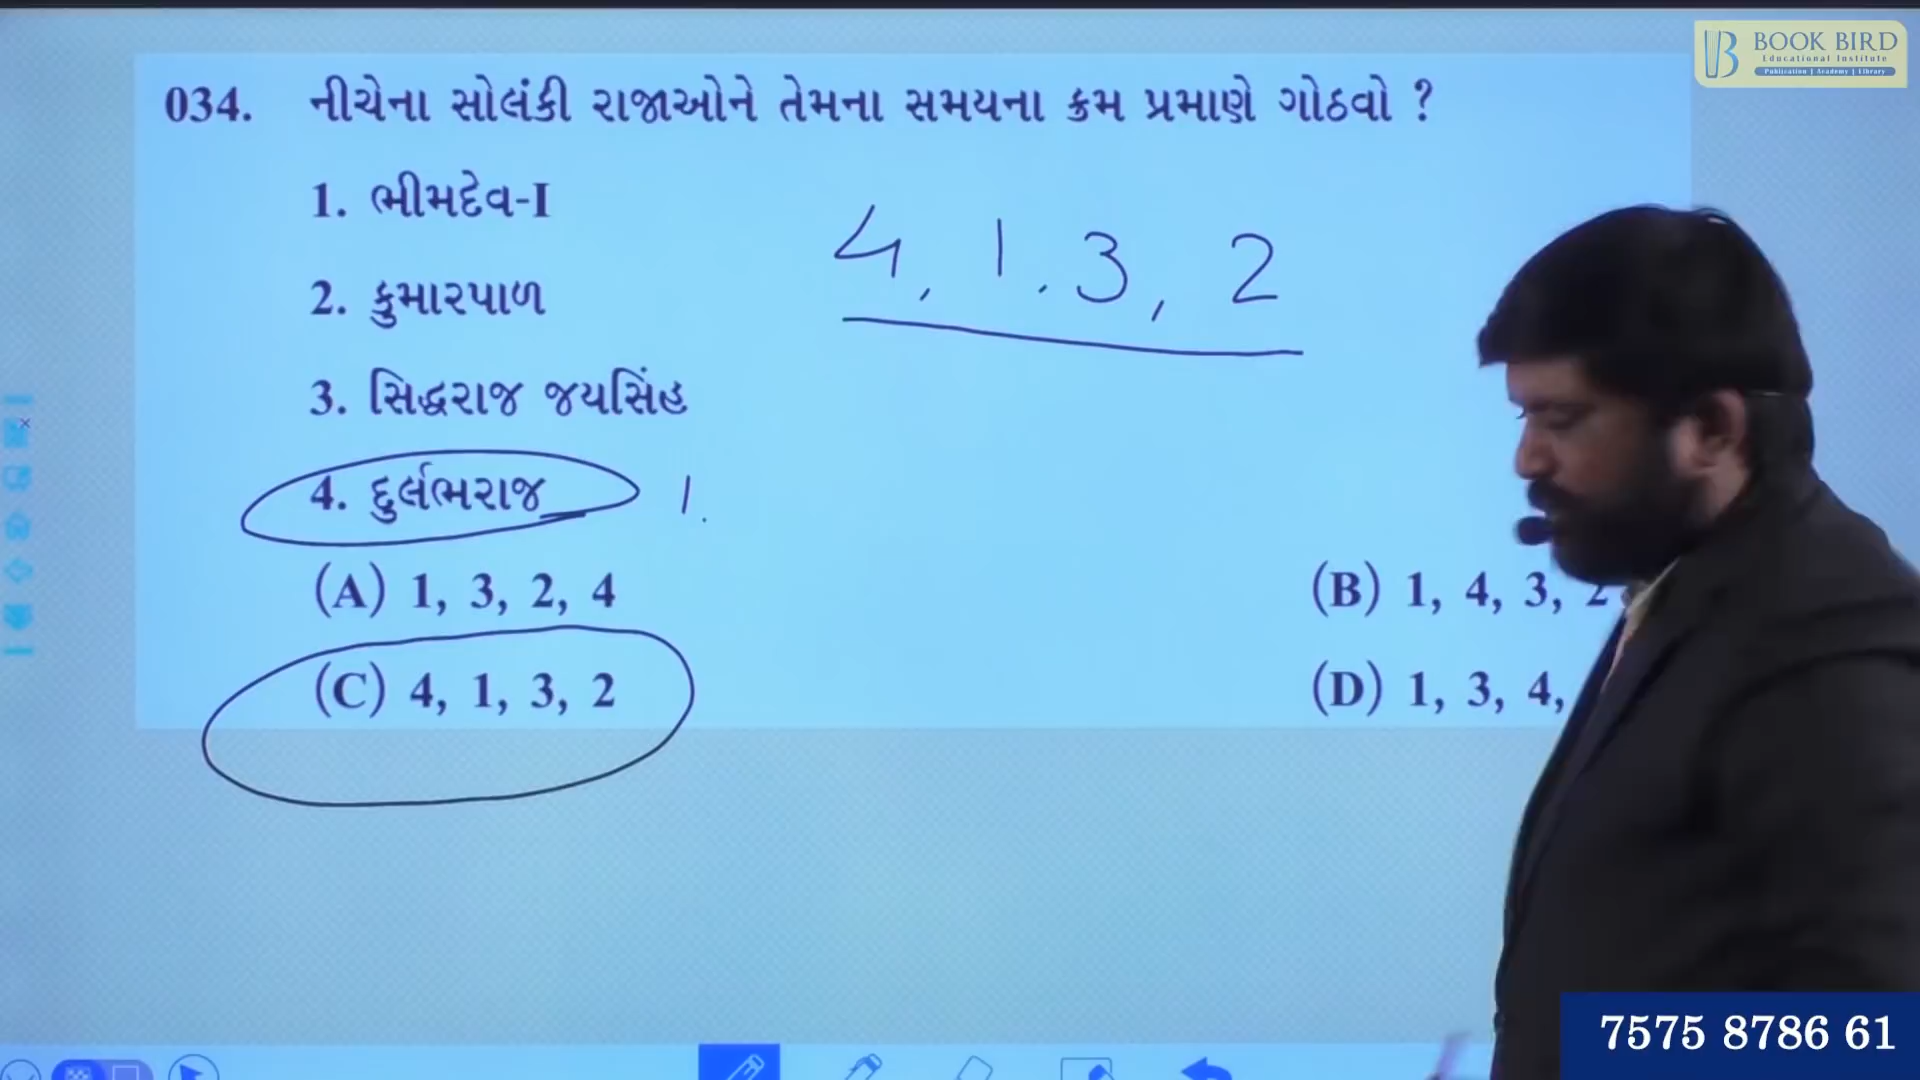 BOOK BIRD
Educational Institute
Publication | Academy | Library
034. નીચેના સોલંકી રાજાઓને તેમના સમયના ક્રમ પ્રમાણે ગોઠવો ?
1. ભીમદેવ-I
4, 1, 3, 2
2. કુમારપાળ
3. સિદ્ધરાજ જયસિંહ
4. દુર્લભરાજ 1.
(A) 1, 3, 2, 4 (B) 1, 4, 3, 2
(C) 4, 1, 3, 2 (D) 1, 3, 4,
7575 8786 61